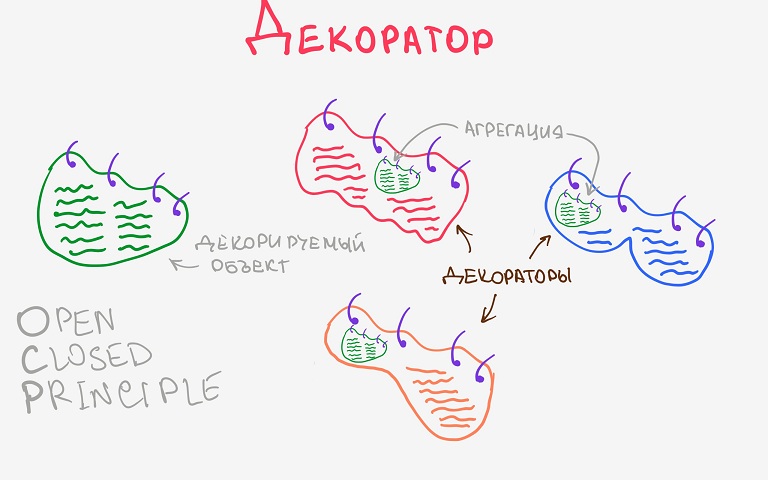 ДЕКОРАТОР
АГРЕГАЦИЯ
ДЕКОРИРУЕМЫЙ
ОБЪЕКТ
ДЕКОРАТОРЫ
OPEN
CLOSED
PRINCIPLE